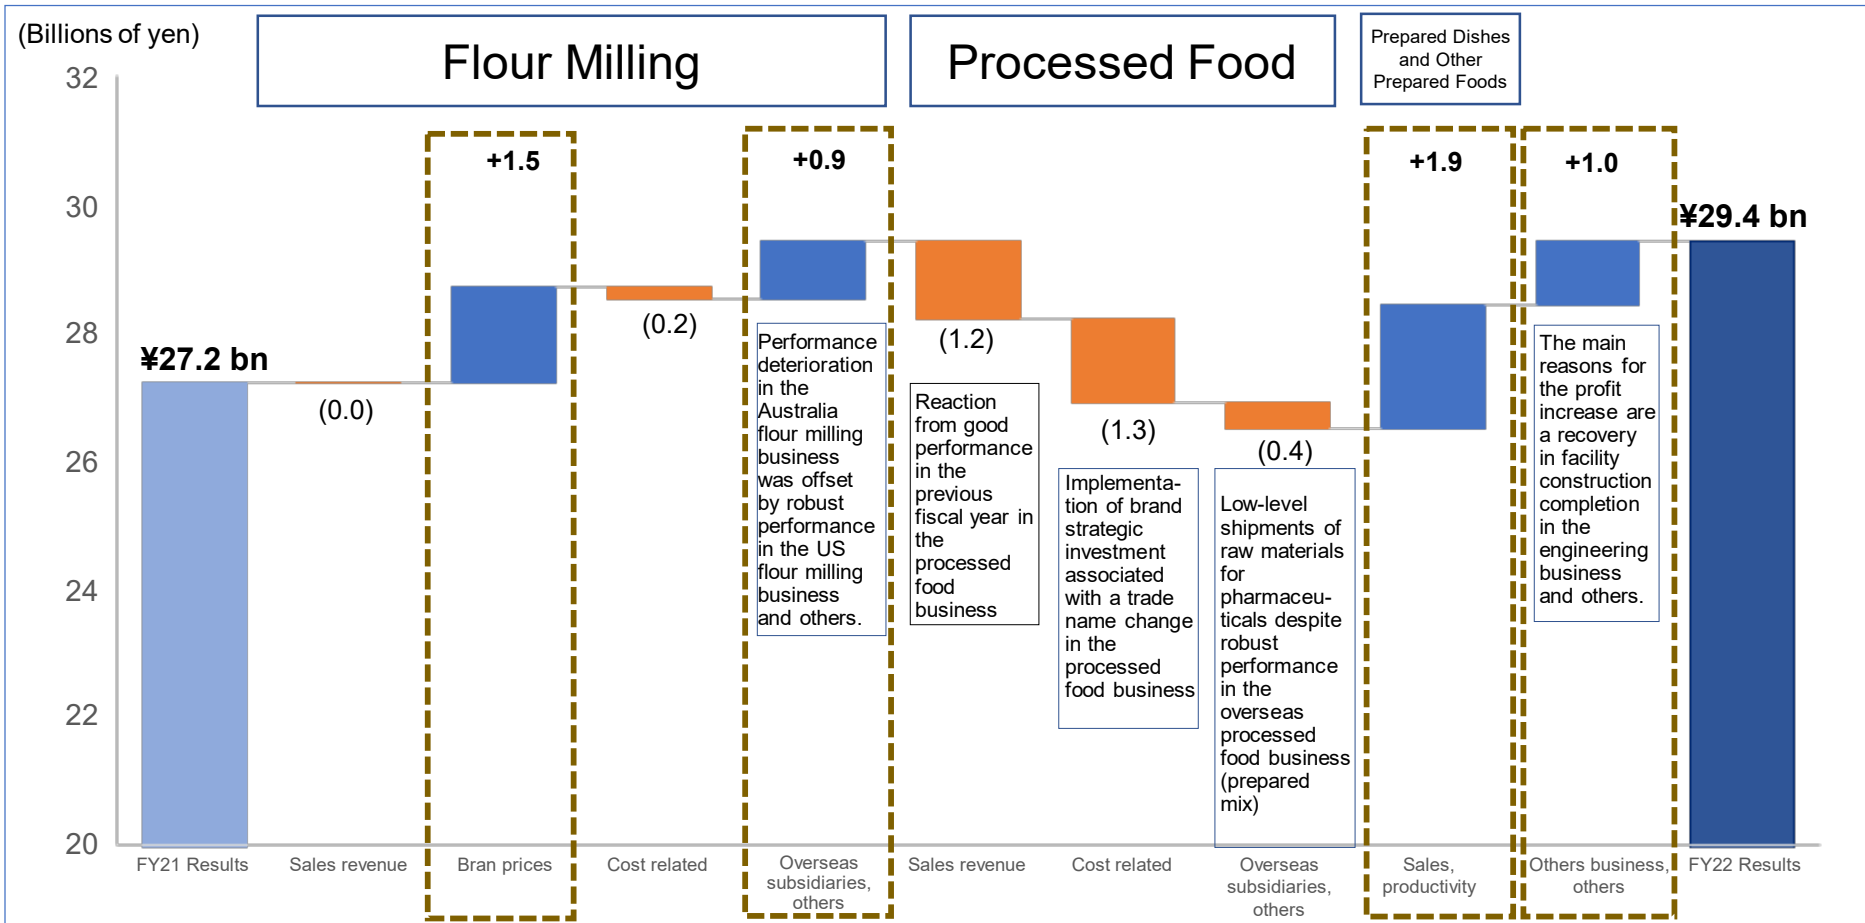 (Billions of yen)
Flour Milling
Processed Food
Prepared Dishes
and Other
Prepared Foods
32
30
28
26
24
22
20
¥27.2 bn
(0.0)
+1.5
(0.2)
+0.9
Performance
deterioration
in the
Australia
flour milling
business
was offset
by robust
performance
in the US
flour milling
business
and others.
(1.2)
Reaction
from good
performance
in the
previous
fiscal year in
the
processed
food
business
(1.3)
Implementa-
tion of brand
strategic
investment
associated
with a trade
name change
in the
processed
food business
(0.4)
Low-level
shipments of
raw materials
for
pharmaceu-
ticals despite
robust
performance
in the
overseas
processed
food business
(prepared
mix)
+1.9
+1.0
The main
reasons for
the profit
increase are
a recovery
in facility
construction
completion
in the
engineering
business
and others.
¥29.4 bn
FY21 Results
Sales revenue
Bran prices
Cost related
Overseas
subsidiaries,
others
Sales revenue
Cost related
Overseas
subsidiaries,
others
Sales,
productivity
Others business,
others
FY22 Results